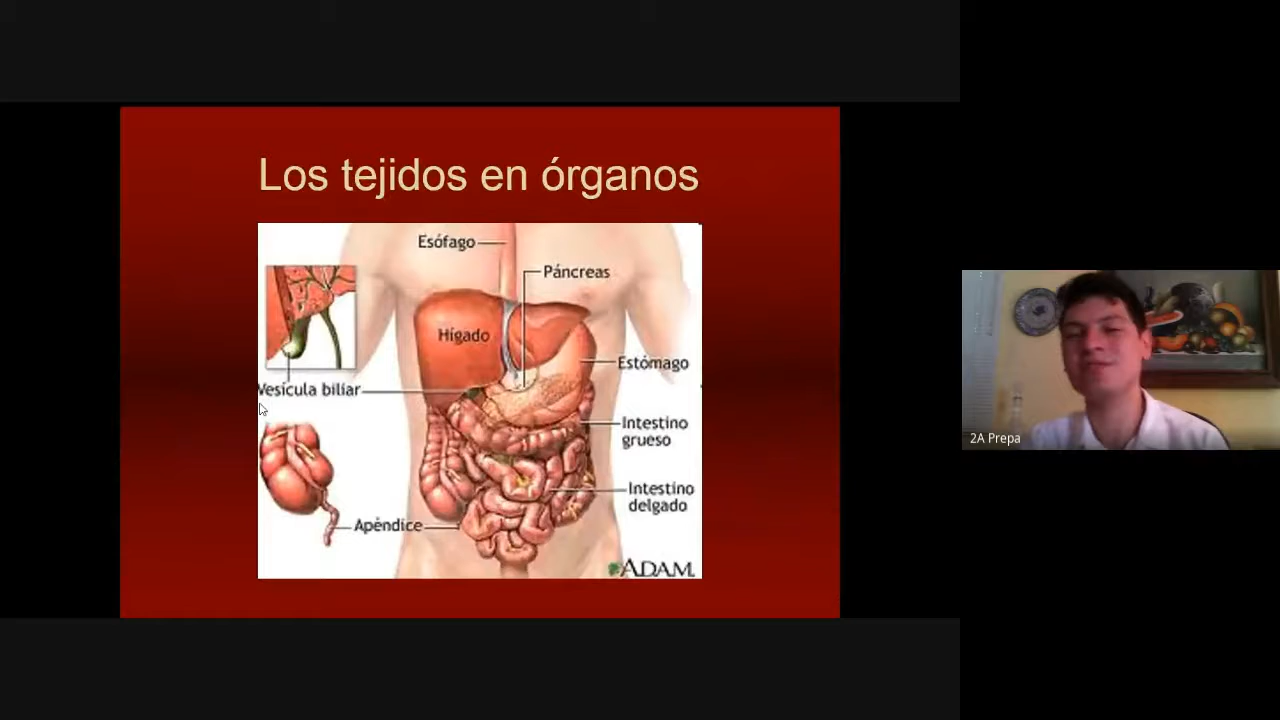 Los tejidos en órganos
Esófago
Páncreas
Hígado
Estómago
Vesícula biliar
Intestino
grueso
Intestino
delgado
Apéndice
ADAM.
2A Prepa